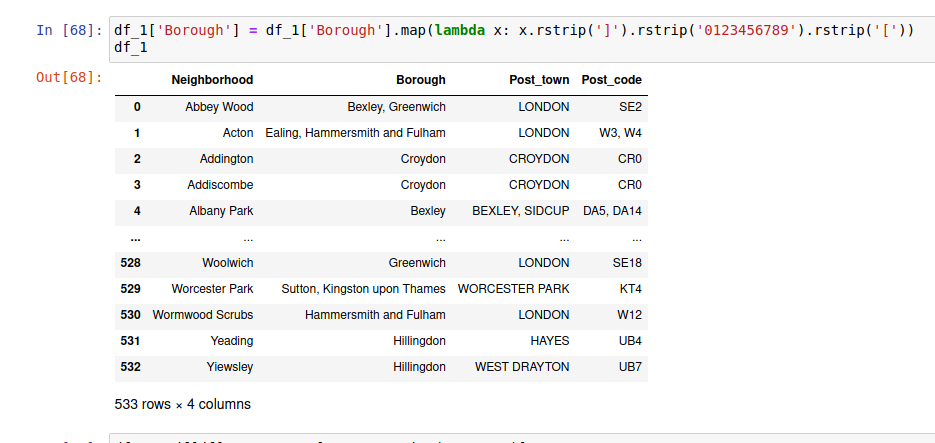 In [68]: df_1['Borough'] = df_1['Borough'].map(lambda x: x.rstrip(']').rstrip('0123456789').rstrip('['))
df_1
Out[68]:
Neighborhood Borough Post_town Post_code
0 Abbey Wood Bexley, Greenwich LONDON SE2
1 Acton Ealing, Hammersmith and Fulham LONDON W3, W4
2 Addington Croydon CROYDON CR0
3 Addiscombe Croydon CROYDON CR0
4 Albany Park Bexley BEXLEY, SIDCUP DA5, DA14
... ... ... ... ...
528 Woolwich Greenwich LONDON SE18
529 Worcester Park Sutton, Kingston upon Thames WORCESTER PARK KT4
530 Wormwood Scrubs Hammersmith and Fulham LONDON W12
531 Yeading Hillingdon HAYES UB4
532 Yiewsley Hillingdon WEST DRAYTON UB7
533 rows × 4 columns